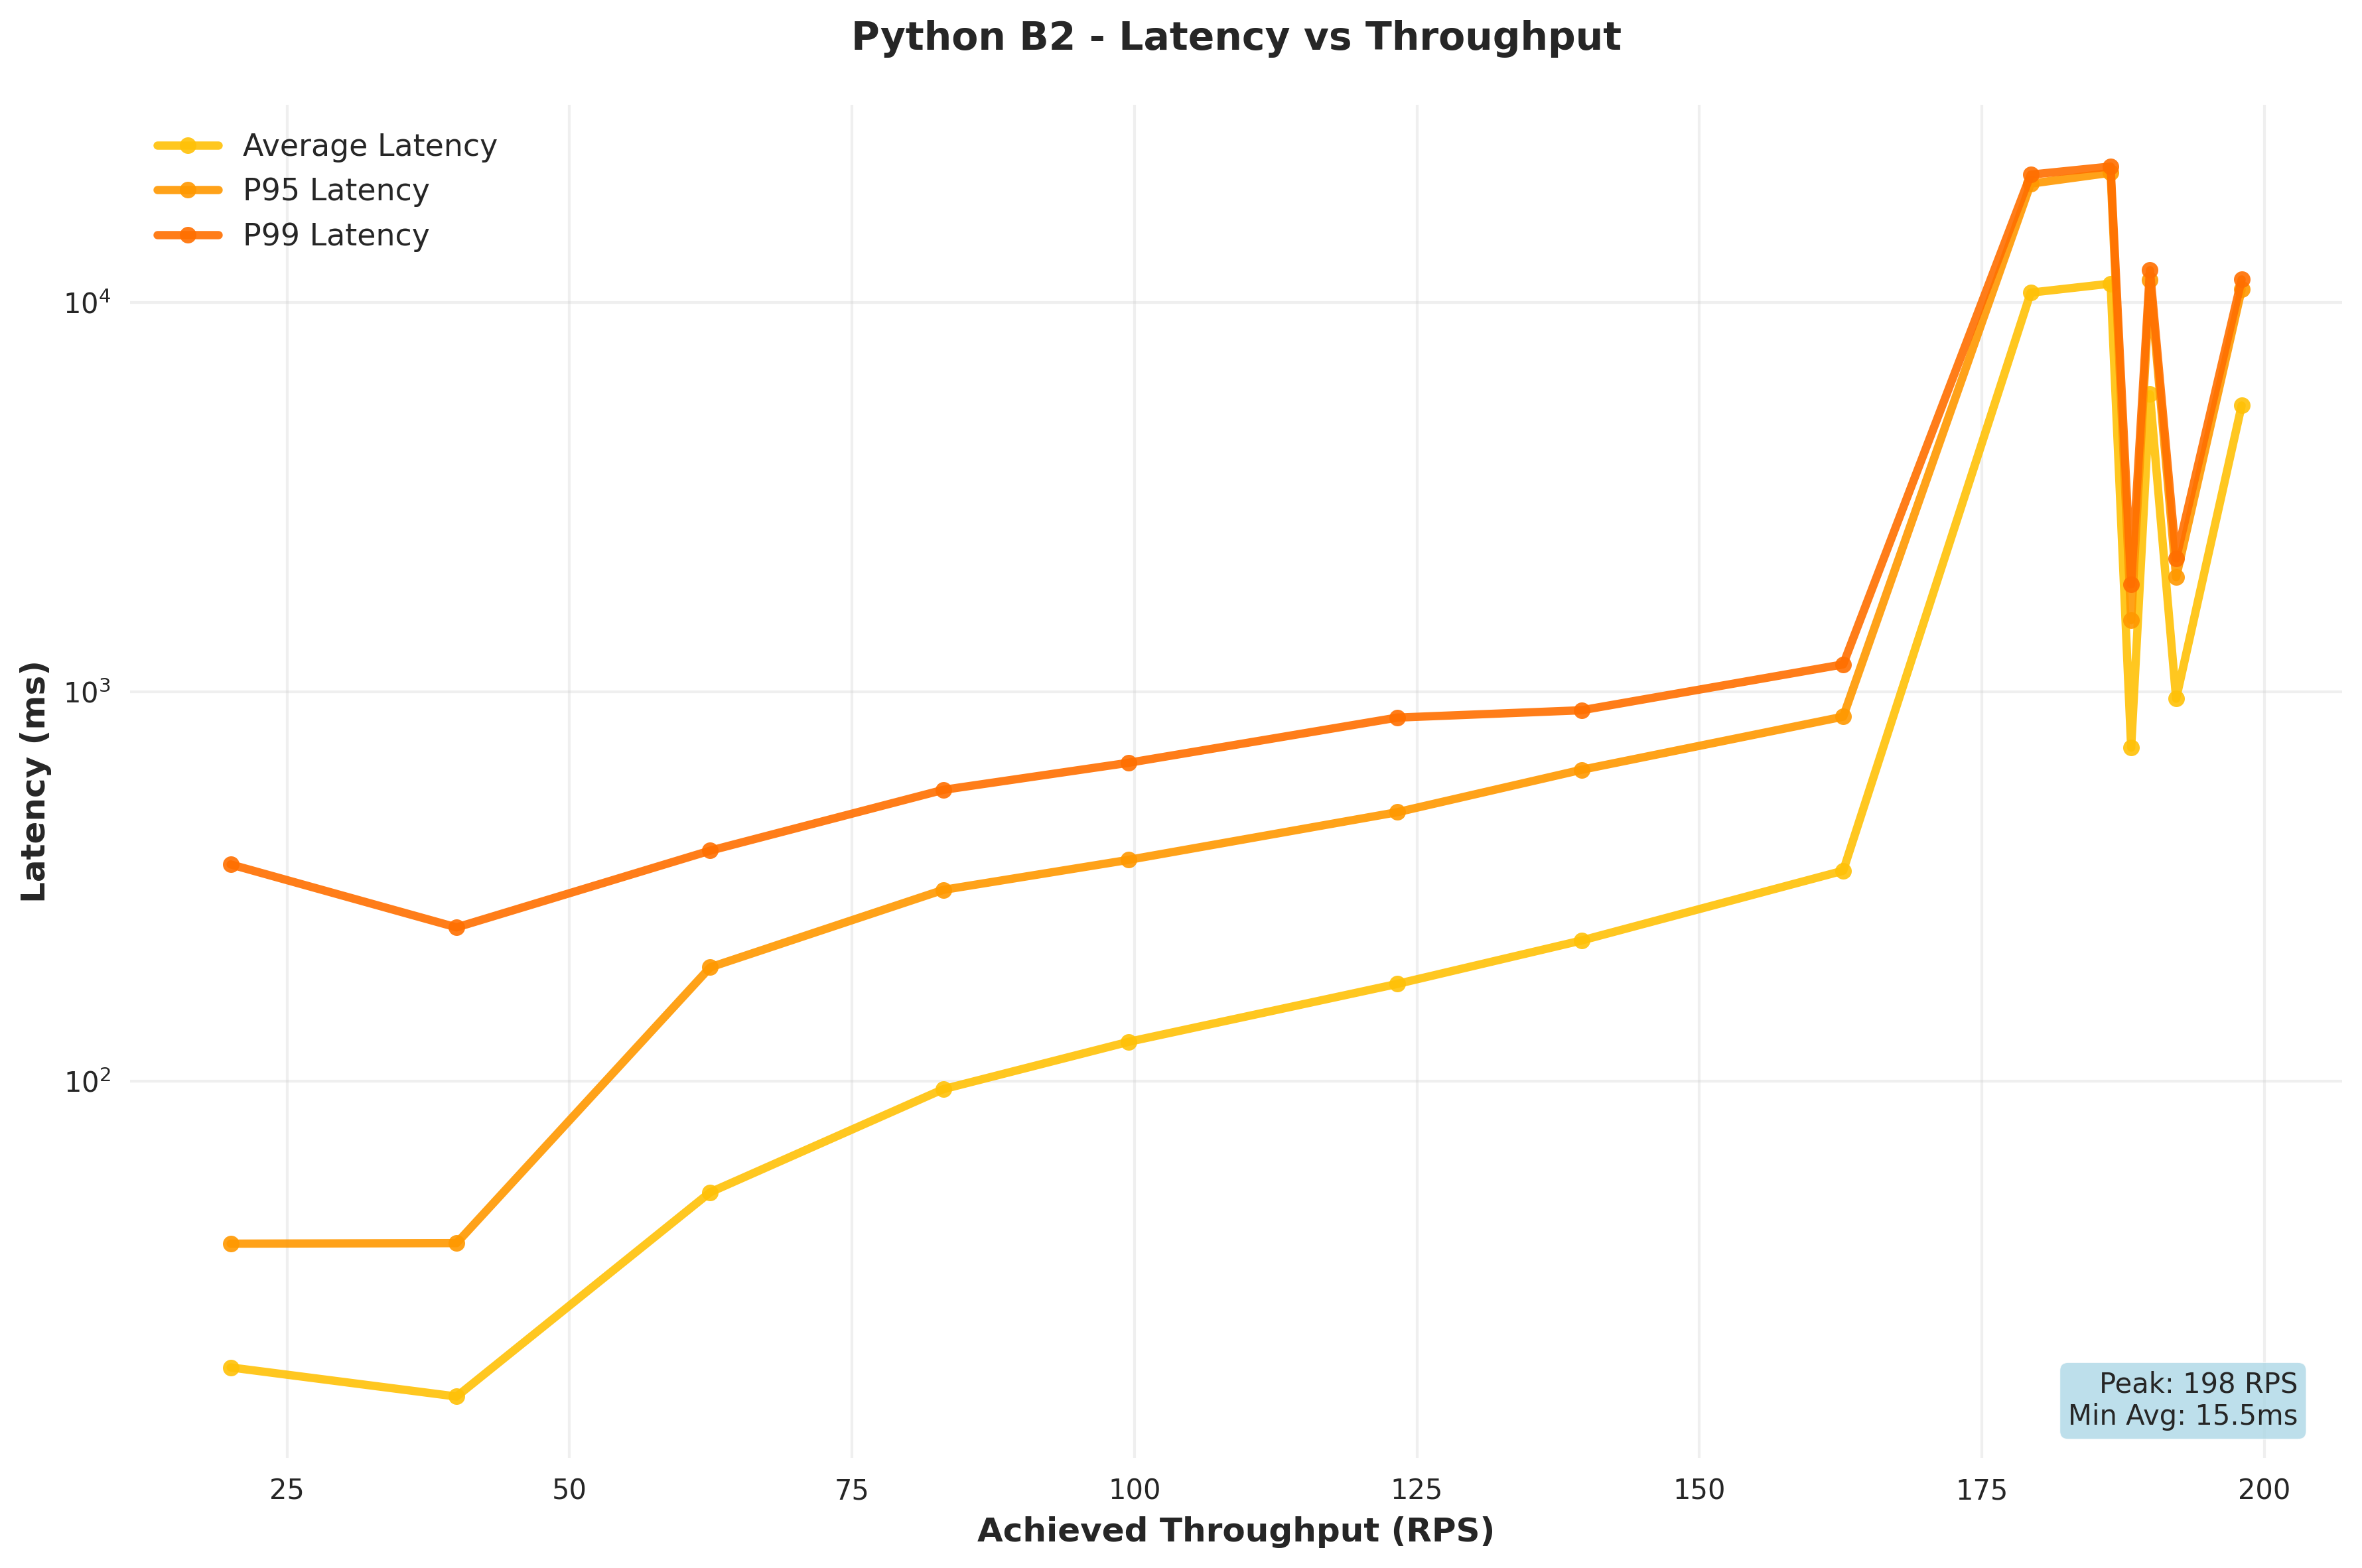 Python B2 - Latency vs Throughput
Average Latency
P95 Latency
P99 Latency
10⁴
10³
10²
Latency (ms)
25 50 75 100 125 150 175 200
Achieved Throughput (RPS)
Peak: 198 RPS
Min Avg: 15.5ms